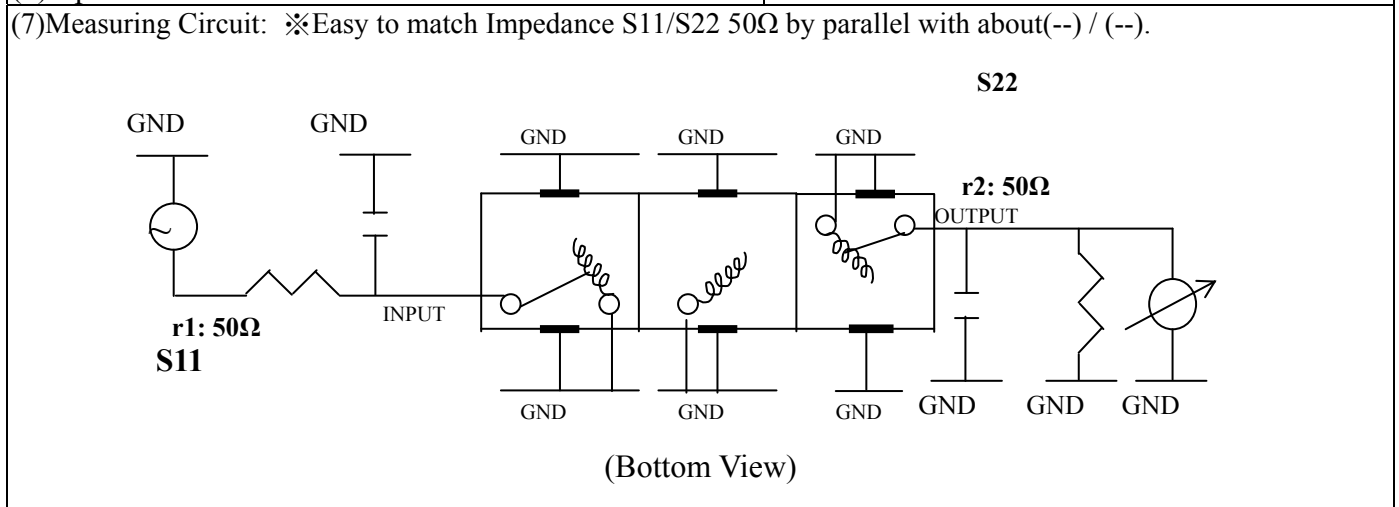 (7)Measuring Circuit: ※Easy to match Impedance S11/S22 50Ω by parallel with about(--) / (--).
S22
GND GND GND GND GND
r2: 50Ω
OUTPUT
INPUT
r1: 50Ω
S11
GND GND GND GND GND GND
(Bottom View)